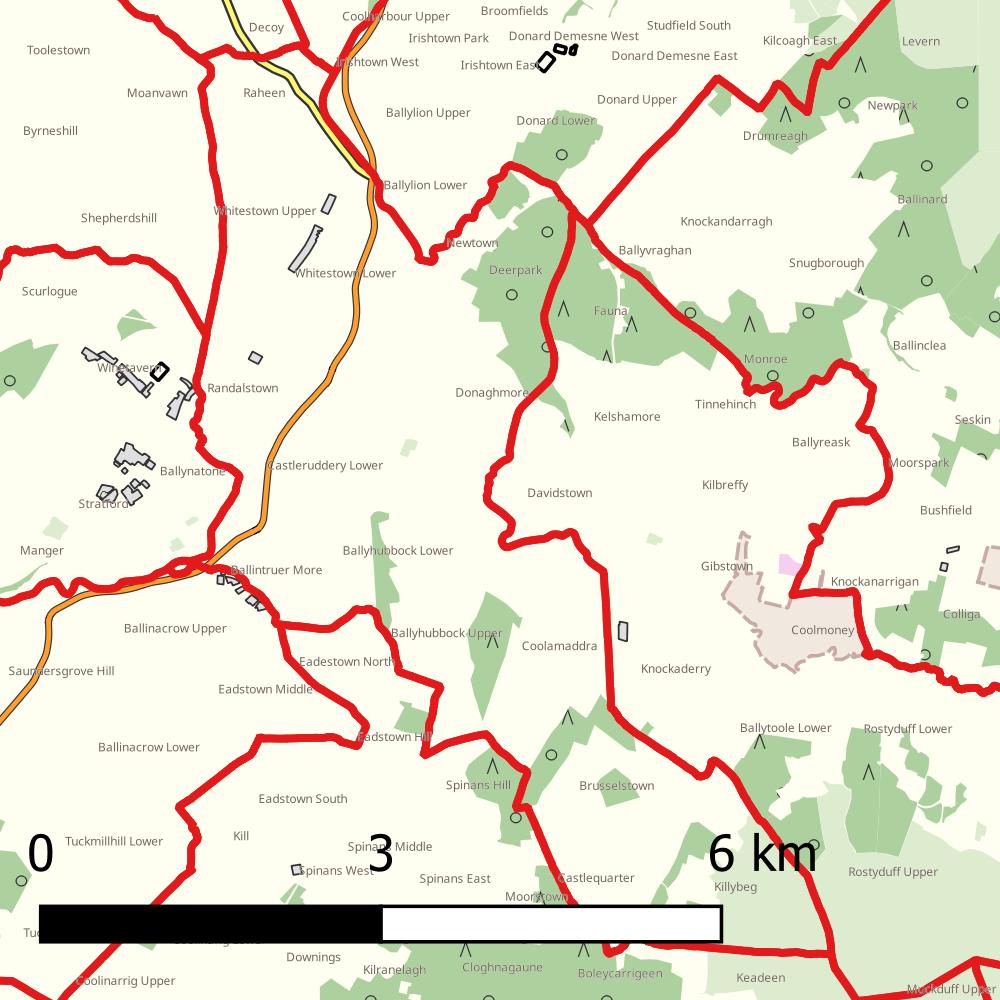 Broomfields
Coolharbour Upper
Decoy
Studfield South
Irishtown Park
Donard Demesne West
Kilcoagh East
Levern
Toolestown
Irishtown West
Irishtown East
Donard Demesne East
Moanvawn
Raheen
Donard Upper
Newpark
Ballylion Upper
Donard Lower
Byrneshill
Drumreagh
Ballylion Lower
Ballinard
Whitestown Upper
Shepherdshill
Knockandarragh
Newtown
Ballyvraghan
Snugborough
Deerpark
Whitestown Lower
Scurlogue
Fauna
Ballinclea
Winetavern
Monroe
Randalstown
Donaghmore
Tinnehinch
Kelshamore
Seskin
Ballyreask
Castleruddery Lower
Moorspark
Ballynatone
Kilbreffy
Davidstown
Stratford
Bushfield
Manger
Ballyhubbock Lower
Gibstown
Ballintruer More
Knockanarrigan
Colliga
Ballinacrow Upper
Ballyhubbock Upper
Coolmoney
Coolamaddra
Eadestown North
Saundersgrove Hill
Knockaderry
Eadstown Middle
Ballytoole Lower
Rostyduff Lower
Eadstown Hill
Ballinacrow Lower
Spinans Hill
Brusselstown
Eadstown South
Kill
Tuckmillhill Lower
Spinans Middle
0 3 6 km
Spinans West
Rostyduff Upper
Spinans East
Castlequarter
Killybeg
Moorstown
Downings
Cloghnagaune
Kilranelagh
Boleycarrigeen
Keadeen
Coolinarrig Upper
Muckduff Upper